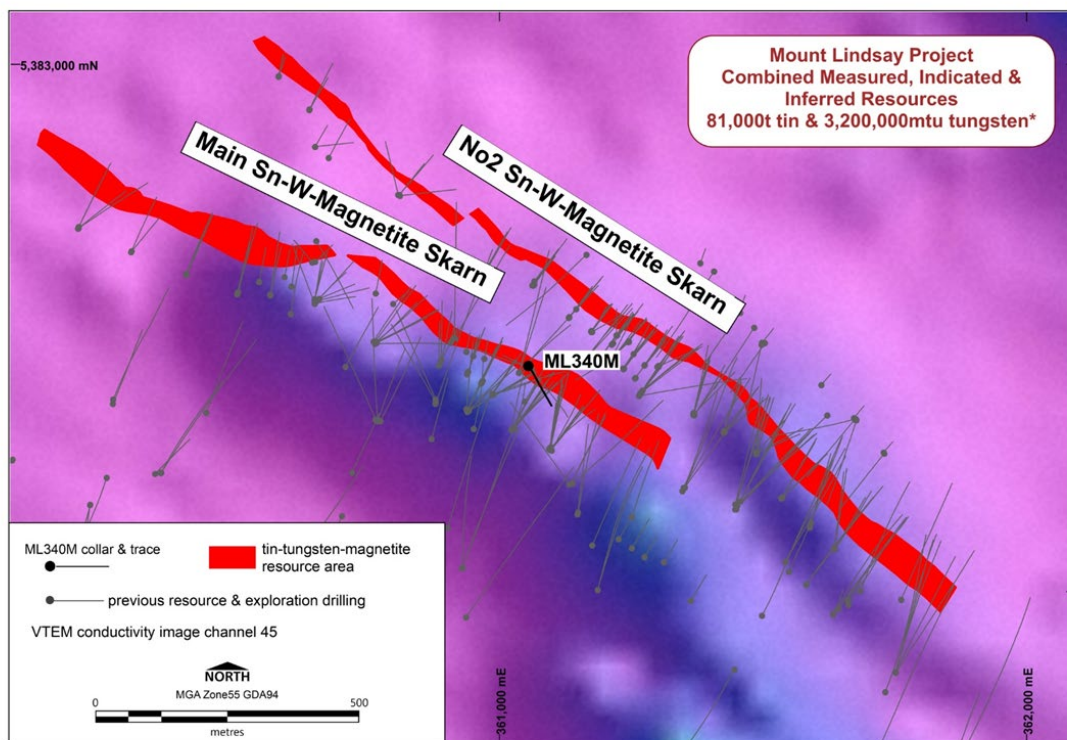 Mount Lindsay Project
Combined Measured, Indicated &
Inferred Resources
81,000t tin & 3,200,000mtu tungsten*
5,383,000 mN
Main Sn-W-Magnetite Skarn
No2 Sn-W-Magnetite Skarn
ML340M
ML340M collar & trace
tin-tungsten-magnetite
resource area
previous resource & exploration drilling
VTEM conductivity image channel 45
NORTH
MGA Zone55 GDA94
0 500
metres
361,000 mE
362,000 mE